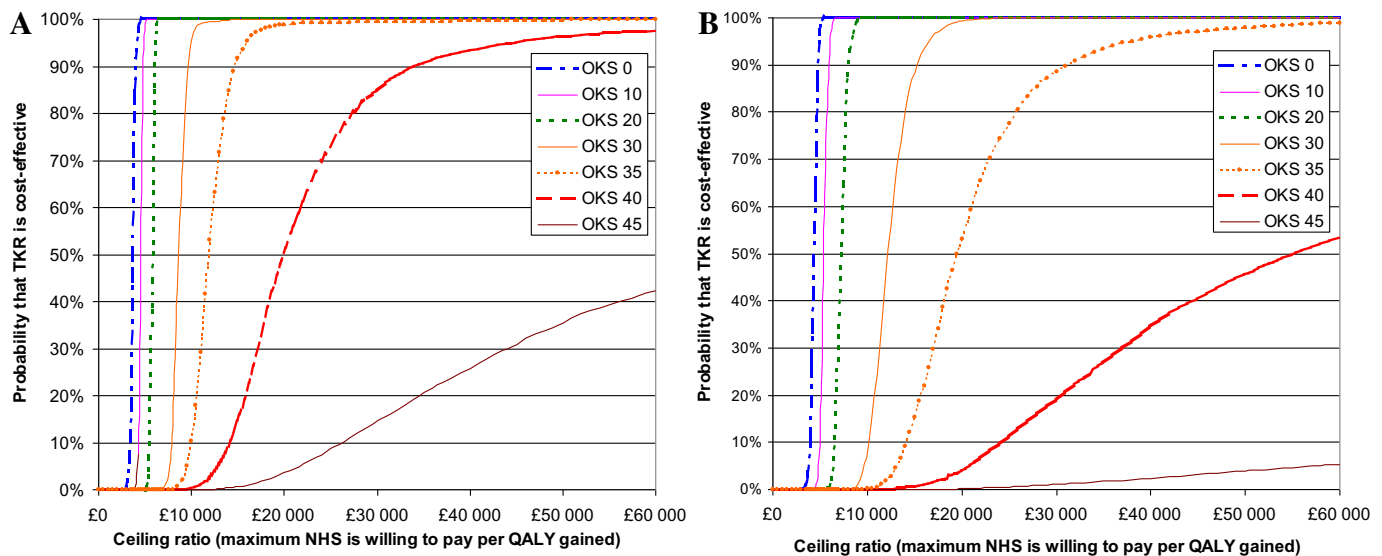 A
Probability that TKR is cost-effective
100%
90%
80%
70%
60%
50%
40%
30%
20%
10%
0%
£0
£10 000
£20 000
£30 000
£40 000
£50 000
£60 000
Ceiling ratio (maximum NHS is willing to pay per QALY gained)
OKS 0
OKS 10
OKS 20
OKS 30
OKS 35
OKS 40
OKS 45
B
Probability that TKR is cost-effective
100%
90%
80%
70%
60%
50%
40%
30%
20%
10%
0%
£0
£10 000
£20 000
£30 000
£40 000
£50 000
£60 000
Ceiling ratio (maximum NHS is willing to pay per QALY gained)
OKS 0
OKS 10
OKS 20
OKS 30
OKS 35
OKS 40
OKS 45